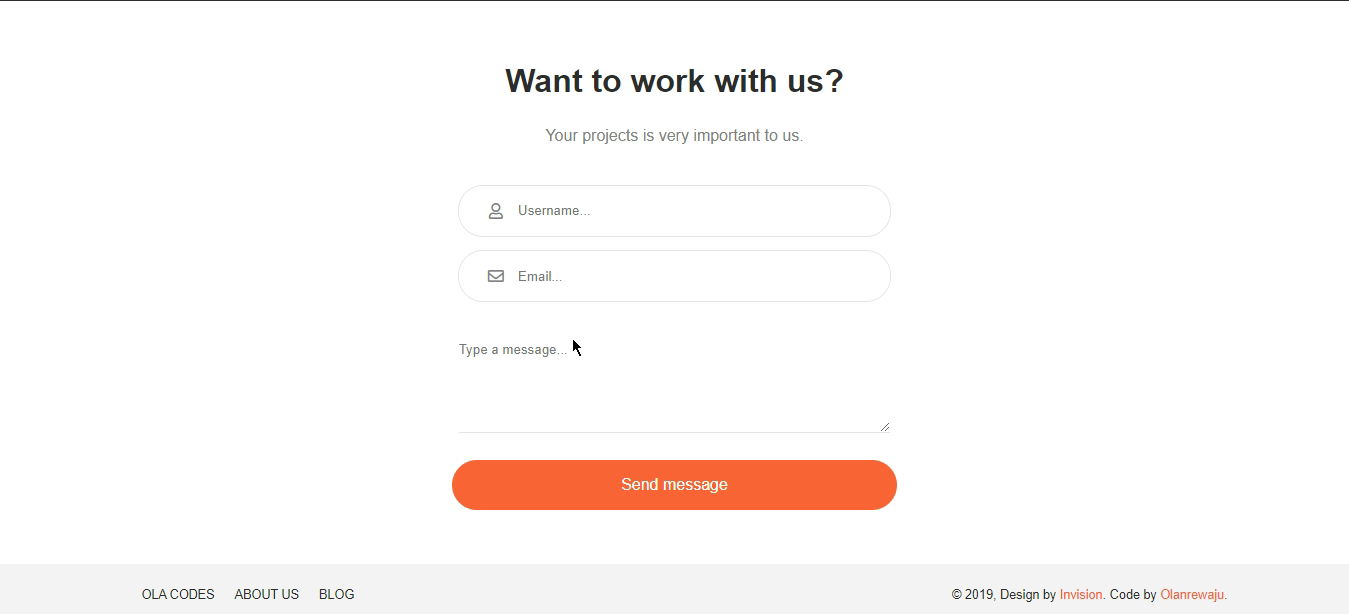 Want to work with us?
Your projects is very important to us.
Username...
Email...
Type a message...
Send message
OLA CODES ABOUT US BLOG © 2019, Design by Invision. Code by Olanrewaju.